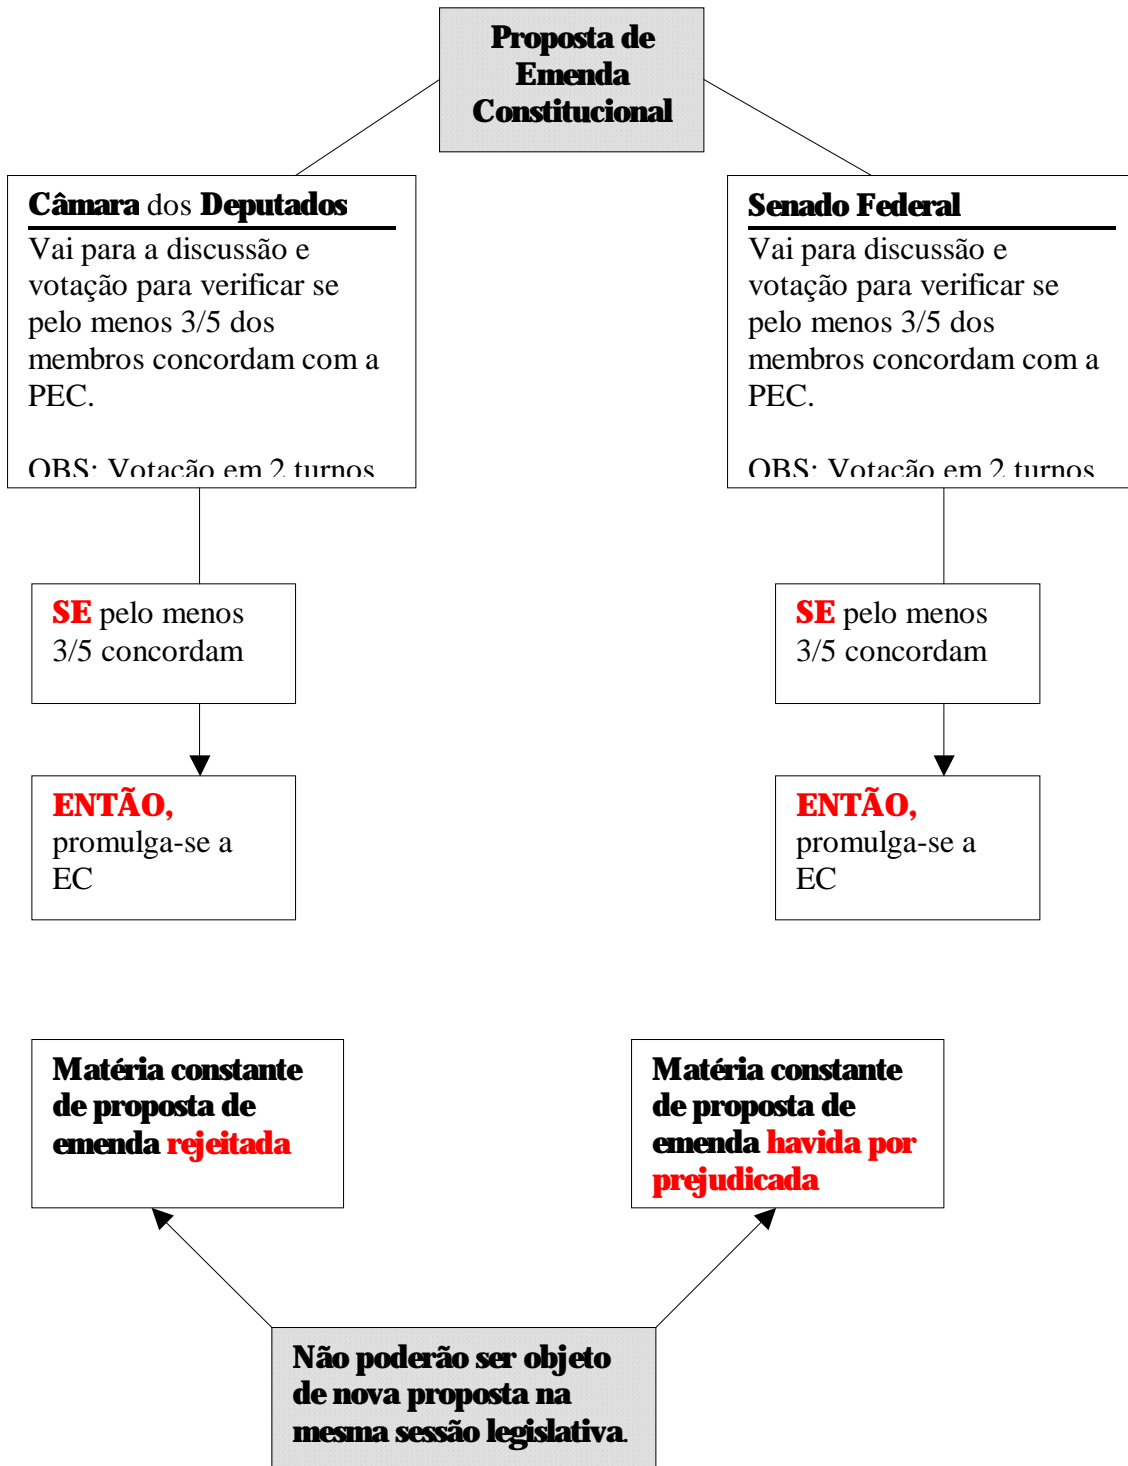 Proposta de
Emenda
Constitucional
Câmara dos Deputados
Vai para a discussão e
votação para verificar se
pelo menos 3/5 dos
membros concordam com a
PEC.
OBS: Votação em 2 turnos
Senado Federal
Vai para discussão e
votação para verificar se
pelo menos 3/5 dos
membros concordam com a
PEC.
OBS: Votação em 2 turnos
SE pelo menos
3/5 concordam
SE pelo menos
3/5 concordam
ENTÃO,
promulga-se a
EC
ENTÃO,
promulga-se a
EC
Matéria constante
de proposta de
emenda rejeitada
Matéria constante
de proposta de
emenda havida por
prejudicada
Não poderão ser objeto
de nova proposta na
mesma sessão legislativa.